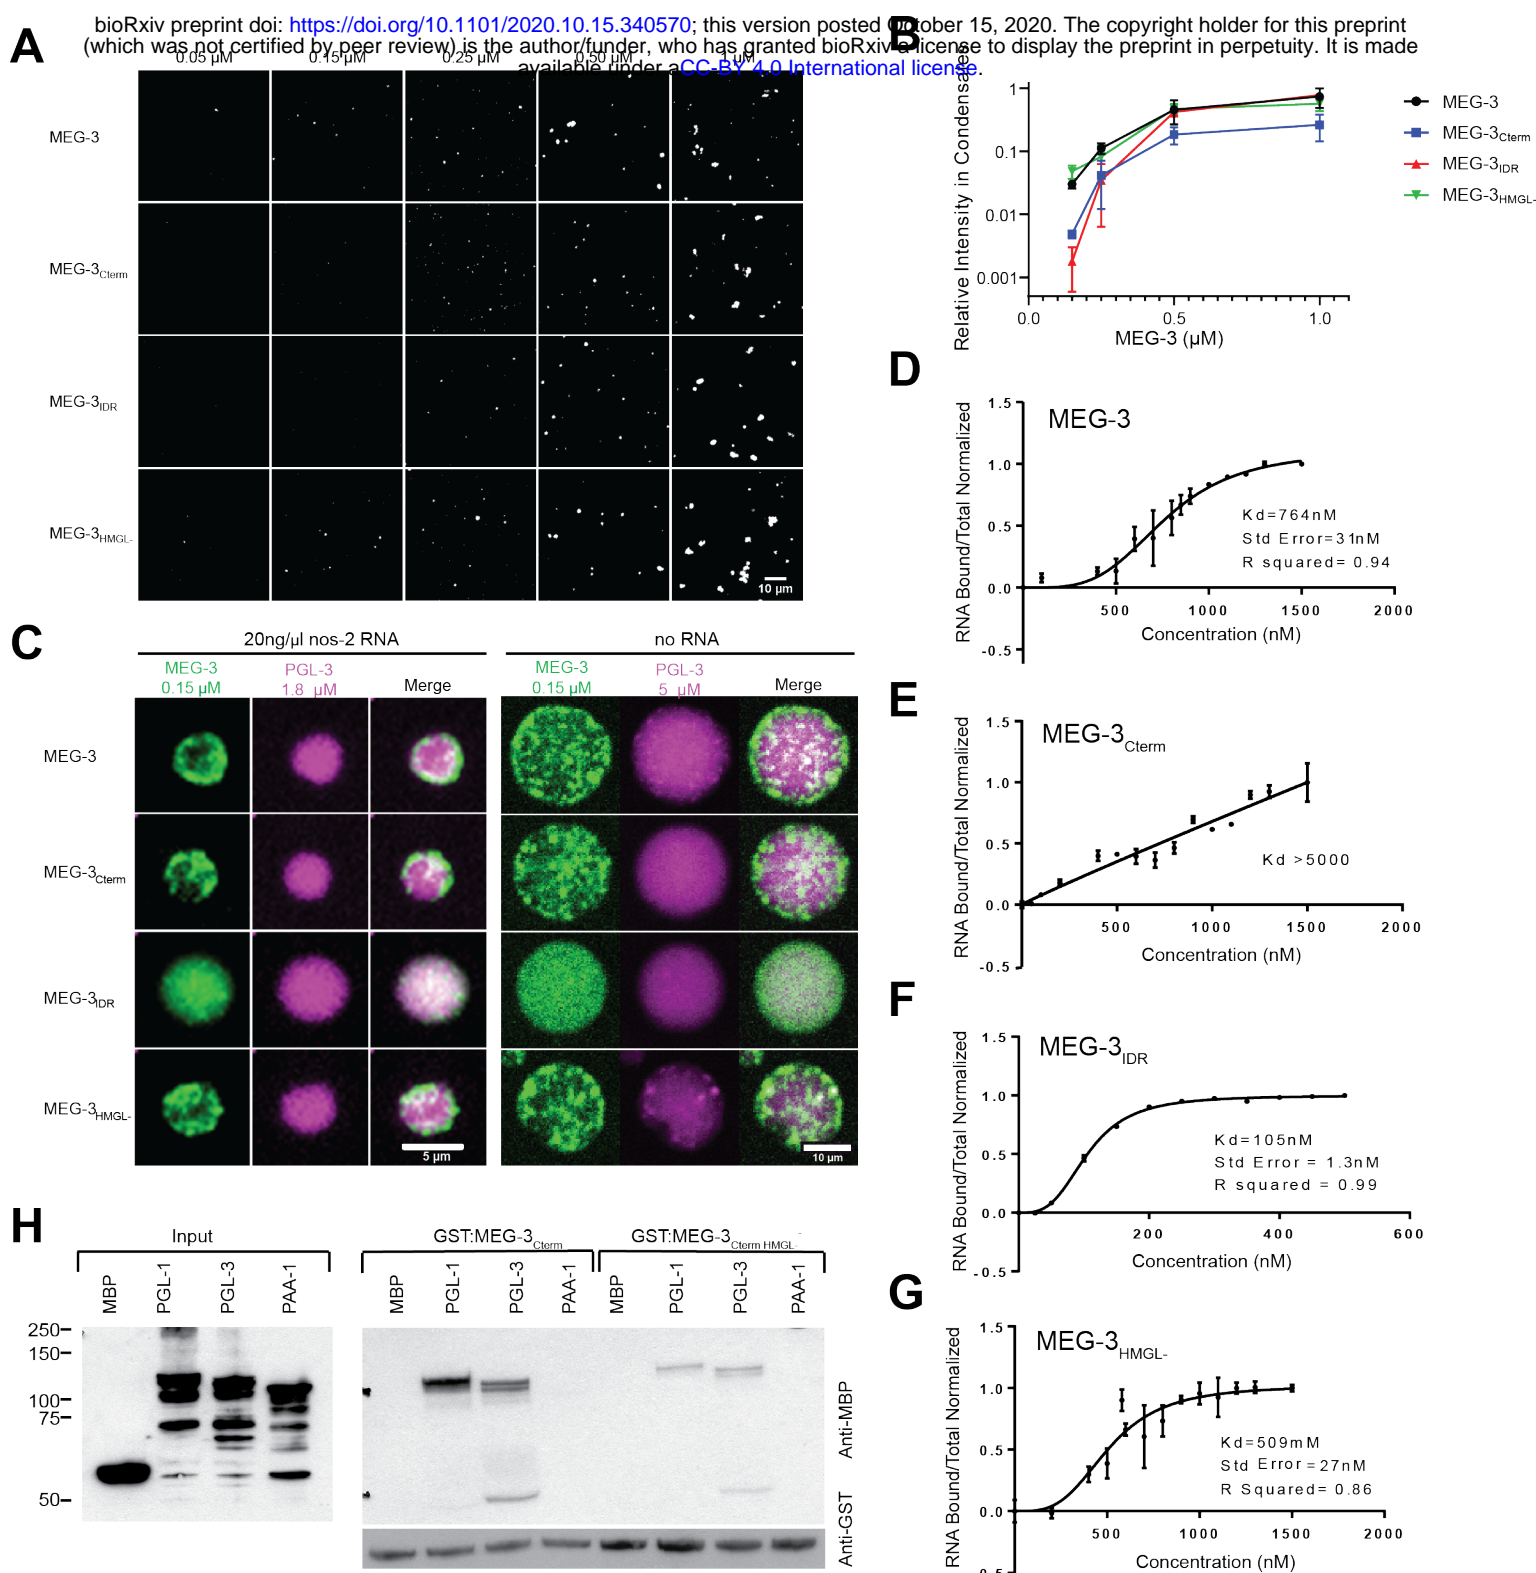 bioRxiv preprint doi: https://doi.org/10.1101/2020.10.15.340570; this version posted October 15, 2020. The copyright holder for this preprint
(which was not certified by peer review) is the author/funder, who has granted bioRxiv a license to display the preprint in perpetuity. It is made
available under aCC-BY 4.0 International license.
A
0.05 µM 0.15µM 0.25 µM 0.50 µM 1 µM
MEG-3
MEG-3Cterm
MEG-3IDR
MEG-3HMGL-
10 µm
B
Relative Intensity in Condensates
1
0.1
0.01
0.001
0.0 0.5 1.0
MEG-3 (µM)
MEG-3
MEG-3Cterm
MEG-3IDR
MEG-3HMGL-
C
20ng/µl nos-2 RNA
no RNA
MEG-3 PGL-3
0.15 µM 1.8 µM Merge
MEG-3 PGL-3
0.15 µM 5 µM Merge
MEG-3
MEG-3Cterm
MEG-3IDR
MEG-3HMGL-
5 µm
10 µm
D
RNA Bound/Total Normalized
MEG-3
1.5
1.0
0.5
0.0
-0.5
Kd=764nM
Std Error=31nM
R squared= 0.94
500 1000 1500 2000
Concentration (nM)
E
RNA Bound/Total Normalized
MEG-3Cterm
1.5
1.0
0.5
0.0
-0.5
Kd >5000
500 1000 1500 2000
Concentration (nM)
F
RNA Bound/Total Normalized
MEG-3IDR
1.5
1.0
0.5
0.0
-0.5
Kd=105nM
Std Error = 1.3nM
R squared = 0.99
200 400 600
Concentration (nM)
G
RNA Bound/Total Normalized
MEG-3HMGL-
1.5
1.0
0.5
0.0
-0.5
Kd=509mM
Std Error =27nM
R Squared= 0.86
500 1000 1500 2000
Concentration (nM)
H
Input
GST:MEG-3Cterm
GST:MEG-3Cterm HMGL-
MBP PGL-1 PGL-3 PAA-1
MBP PGL-1 PGL-3 PAA-1
MBP PGL-1 PGL-3 PAA-1
250
150
100
75
50
Anti-MBP
Anti-GST